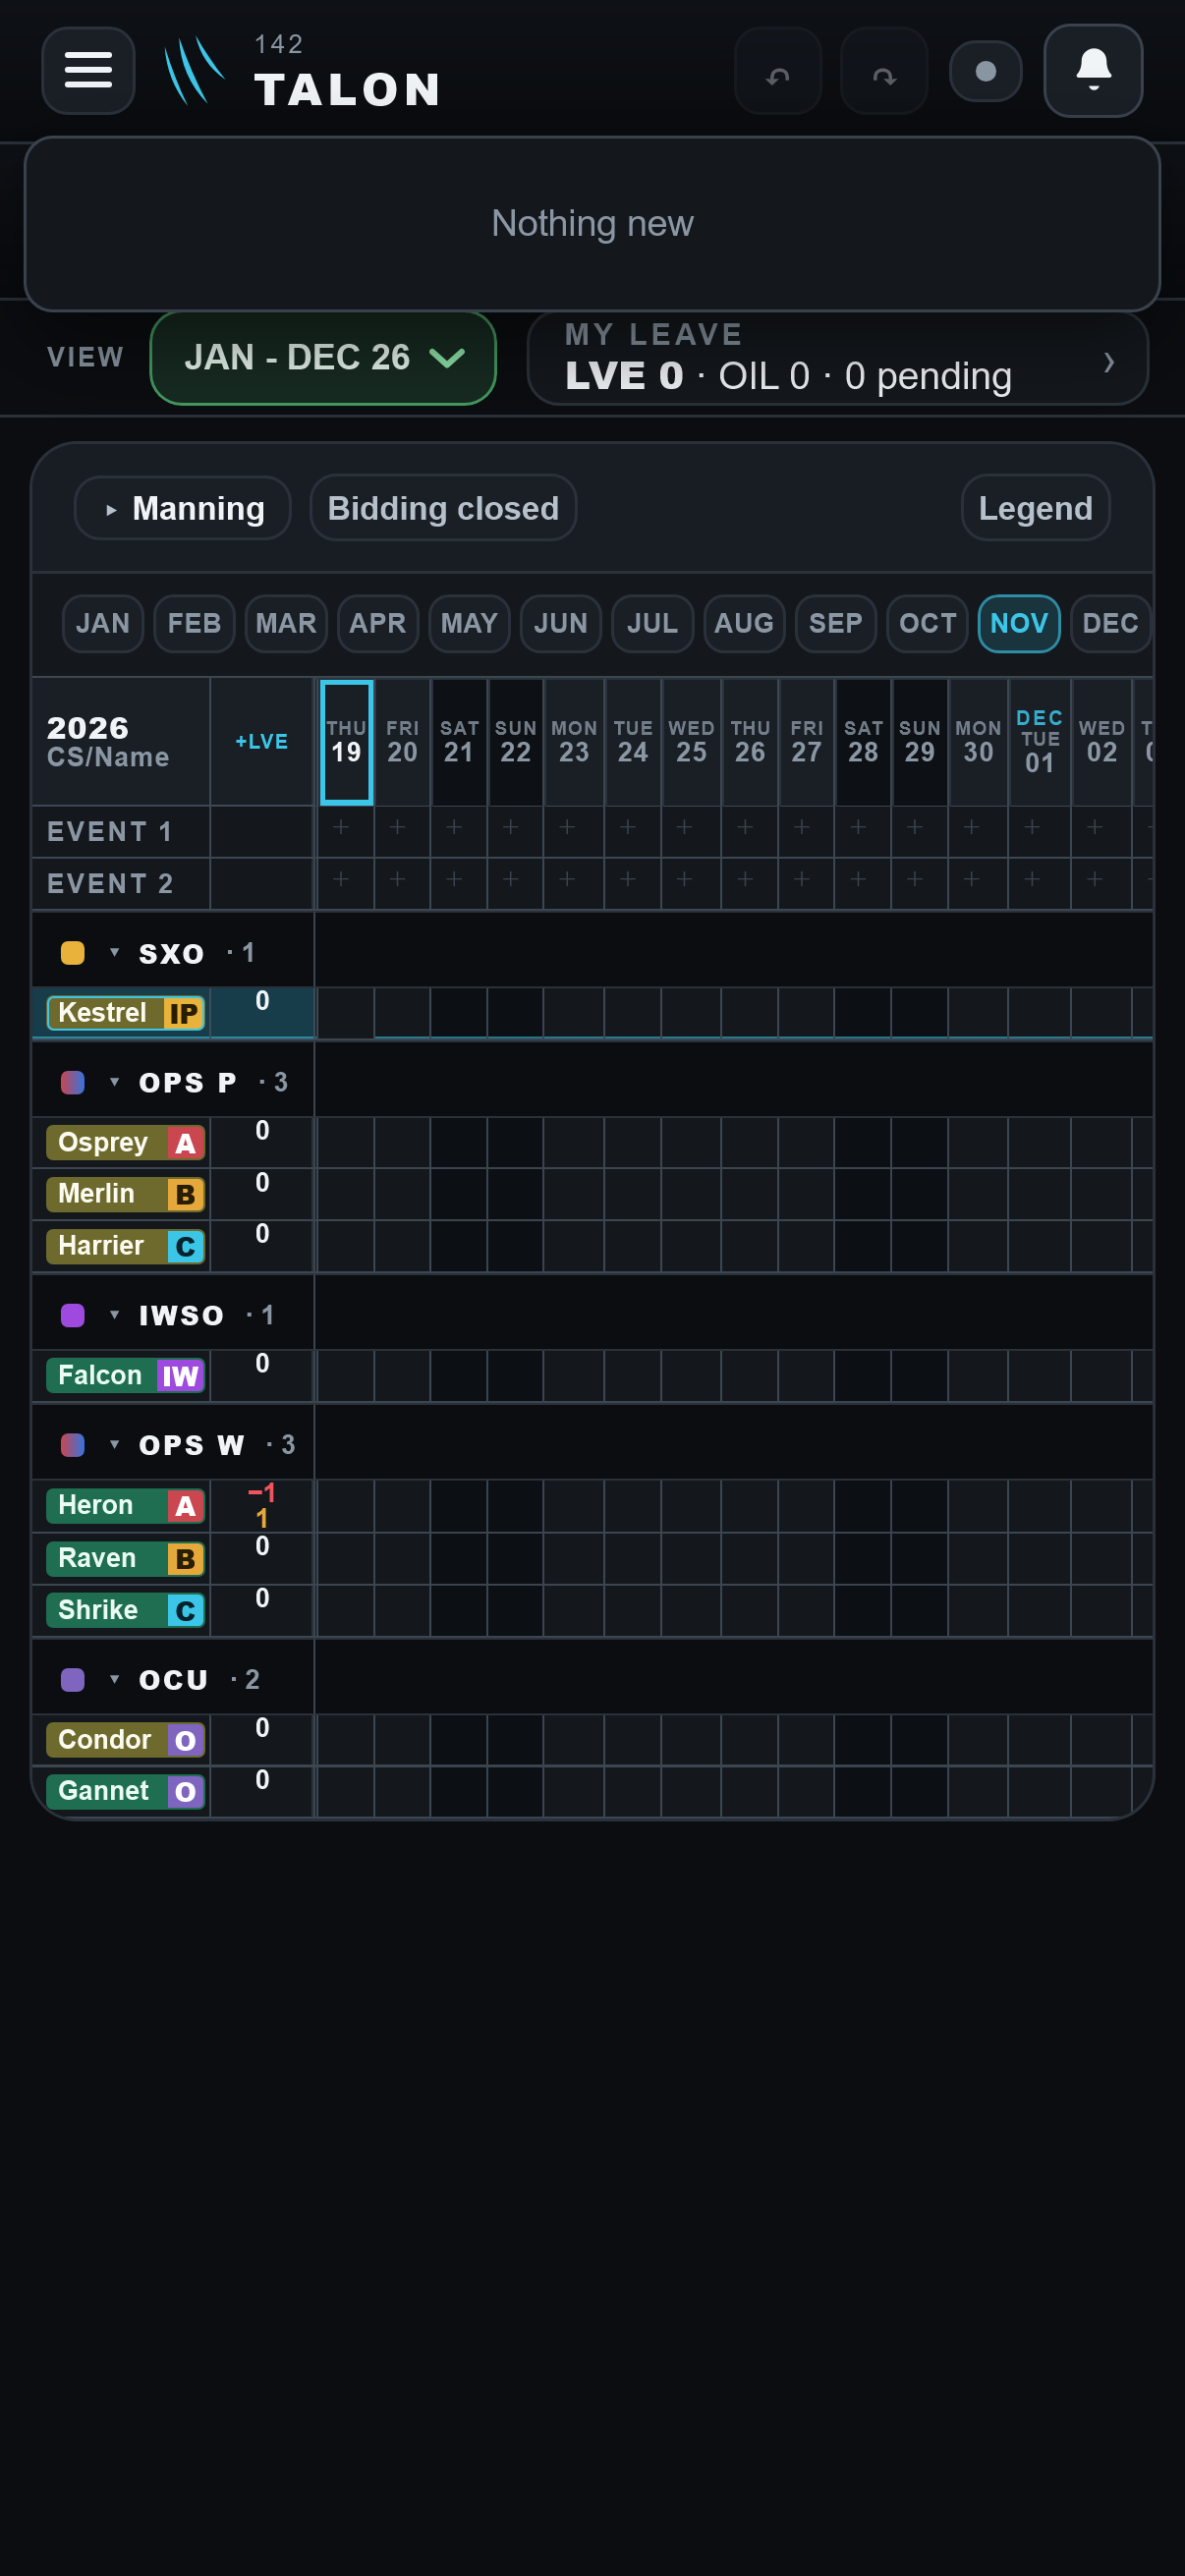 142
TALON
Nothing new
VIEW
JAN - DEC 26
MY LEAVE
LVE 0 · OIL 0 · 0 pending
Manning
Bidding closed
Legend
JAN FEB MAR APR MAY JUN JUL AUG SEP OCT NOV DEC
2026
CS/Name
+LVE
THU 19
FRI 20
SAT 21
SUN 22
MON 23
TUE 24
WED 25
THU 26
FRI 27
SAT 28
SUN 29
MON 30
DEC TUE 01
WED 02
EVENT 1 + + + + + + + + + + + + + +
EVENT 2 + + + + + + + + + + + + + +
SXO · 1
Kestrel IP 0
OPS P · 3
Osprey A 0
Merlin B 0
Harrier C 0
IWSO · 1
Falcon IW 0
OPS W · 3
Heron A −1
1
Raven B 0
Shrike C 0
OCU · 2
Condor O 0
Gannet O 0